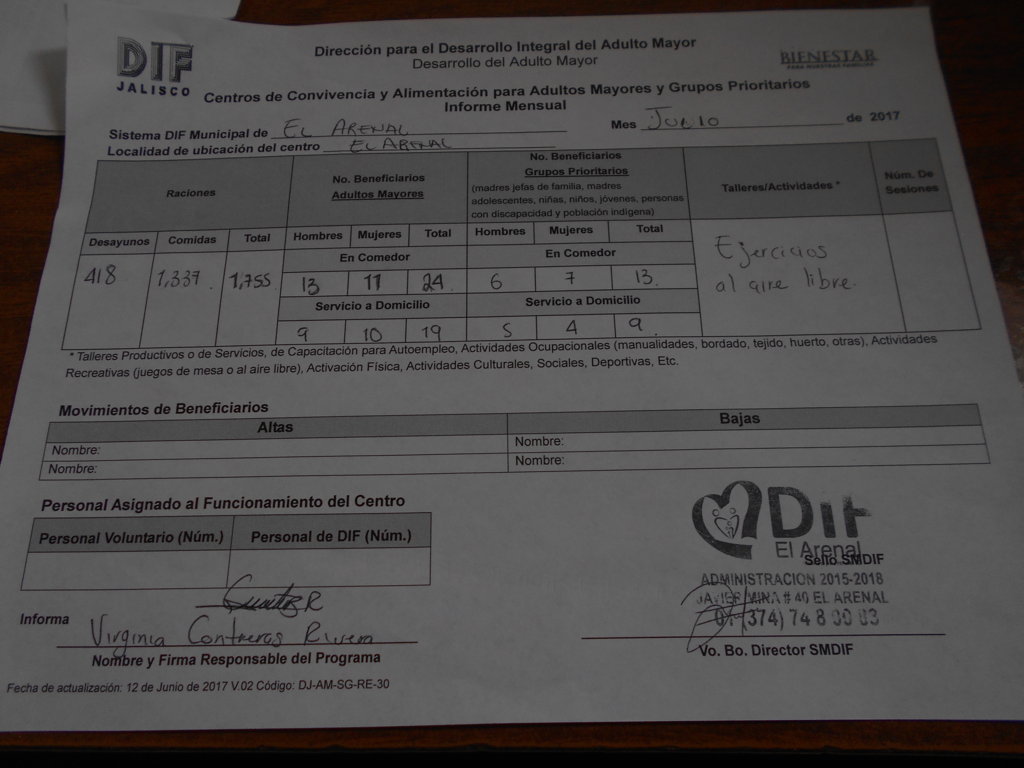 DIF
JALISCO
Dirección para el Desarrollo Integral del Adulto Mayor
Desarrollo del Adulto Mayor
BIENESTAR
Centros de Convivencia y Alimentación para Adultos Mayores y Grupos Prioritarios
Informe Mensual
Sistema DIF Municipal de EL ARENAL
Mes Junio de 2017
Localidad de ubicación del centro EL ARENAL
Raciones
No. Beneficiarios
Adultos Mayores
No. Beneficiarios
Grupos Prioritarios
(madres jefas de familia, madres
adolescentes, niñas, niños, jóvenes, personas
con discapacidad y población indígena)
Talleres/Actividades *
Núm. De
Sesiones
Desayunos Comidas Total Hombres Mujeres Total Hombres Mujeres Total
En Comedor En Comedor
418 1,337 1,755 13 11 24 6 7 13
Ejercicios
al aire libre.
Servicio a Domicilio Servicio a Domicilio
9 10 19 5 4 9
* Talleres Productivos o de Servicios, de Capacitación para Autoempleo, Actividades Ocupacionales (manualidades, bordado, tejido, huerto, otras), Actividades
Recreativas (juegos de mesa o al aire libre), Activación Física, Actividades Culturales, Sociales, Deportivas, Etc.
Movimientos de Beneficiarios
Altas Bajas
Nombre: Nombre:
Nombre: Nombre:
Personal Asignado al Funcionamiento del Centro
Personal Voluntario (Núm.) Personal de DIF (Núm.)
Informa Virginia Contreras Rivera
Nombre y Firma Responsable del Programa
Dif
El Arenal
Sello SMDIF
ADMINISTRACION 2015-2018
JAVIER MINA # 40 EL ARENAL
01 (374) 74 8 00 03
Vo. Bo. Director SMDIF
Fecha de actualización: 12 de Junio de 2017 V.02 Código: DJ-AM-SG-RE-30